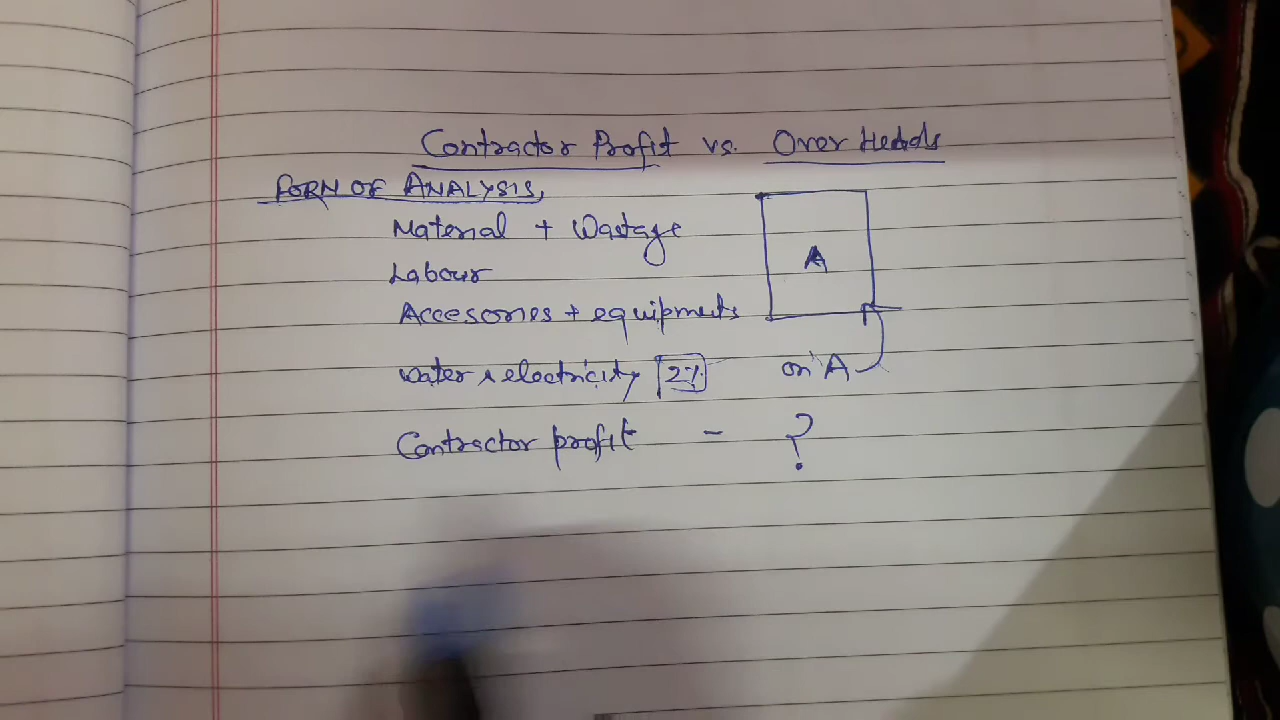 Contractor Profit vs. Over Heads
FORM OF ANALYSIS,
Material + Wastage
A
Labour
Accesories + equipments
water & electricity 2% on 'A
Contractor profit - ?